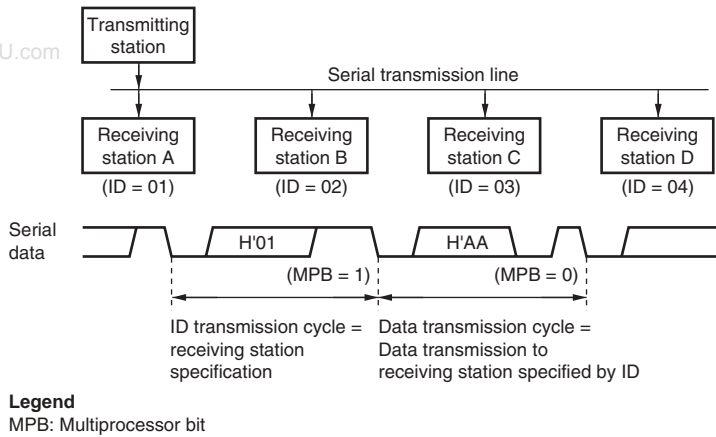 Transmitting
station
U.com
Serial transmission line
Receiving
station A
Receiving
station B
Receiving
station C
Receiving
station D
(ID = 01)
(ID = 02)
(ID = 03)
(ID = 04)
Serial
data
H'01
H'AA
(MPB = 1)
(MPB = 0)
ID transmission cycle =
receiving station
specification
Data transmission cycle =
Data transmission to
receiving station specified by ID
Legend
MPB: Multiprocessor bit